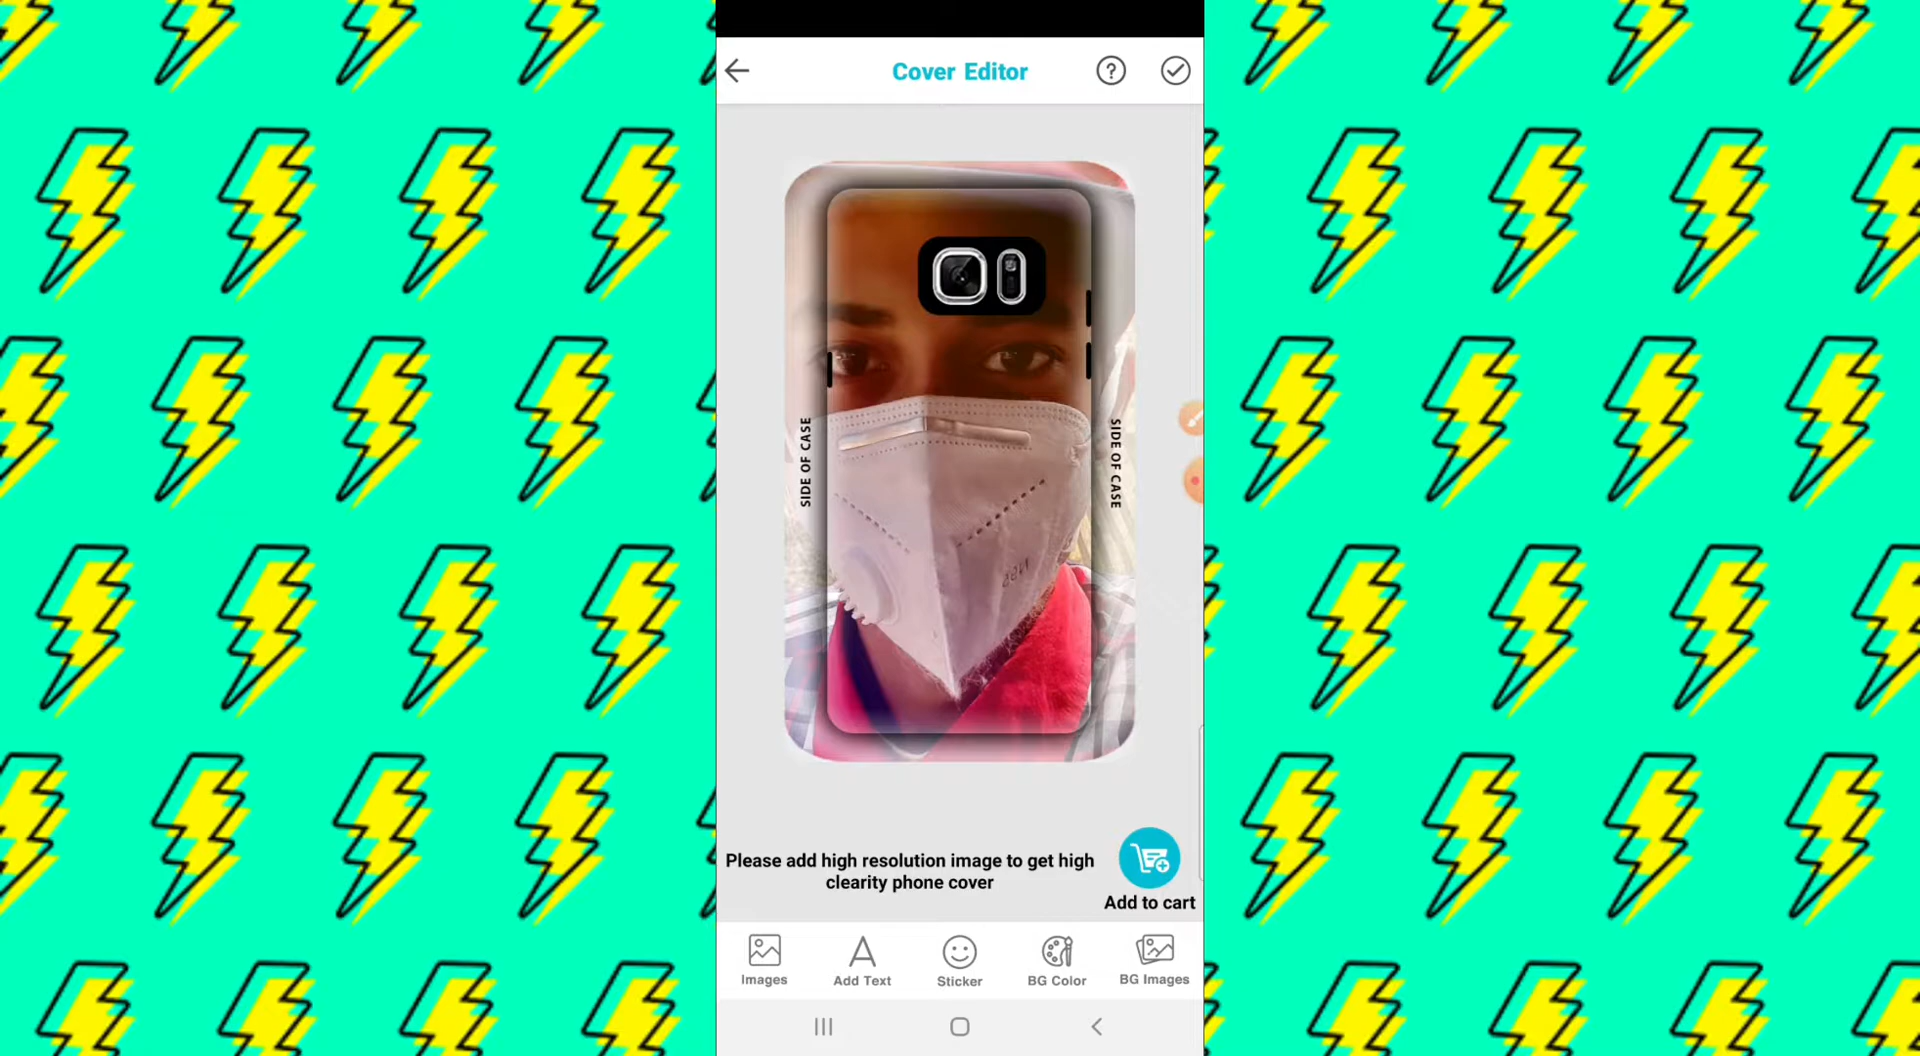 Cover Editor
SIDE OF CASE
SIDE OF CASE
N95
Please add high resolution image to get high
clearity phone cover
Add to cart
Images
Add Text
Sticker
BG Color
BG Images